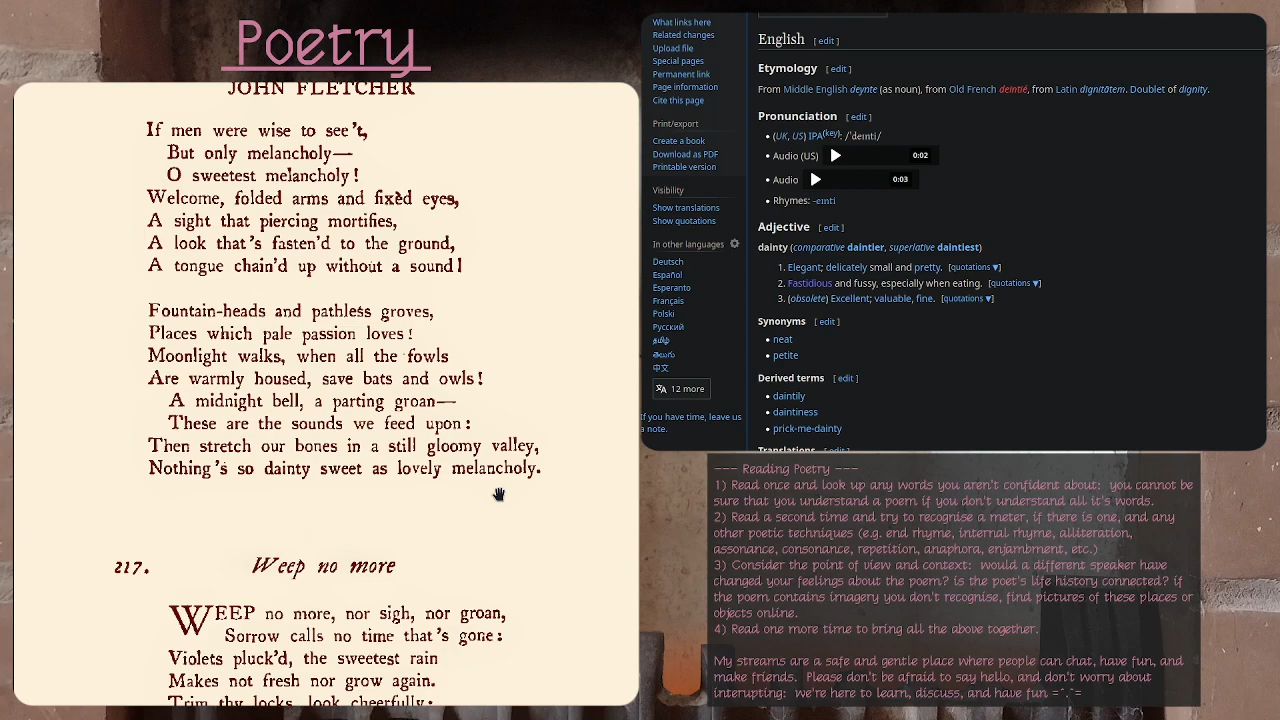 Poetry
JOHN FLETCHER
If men were wise to see't,
But only melancholy—
O sweetest melancholy!
Welcome, folded arms and fixèd eyes,
A sight that piercing mortifies,
A look that's fasten'd to the ground,
A tongue chain'd up without a sound!
Fountain-heads and pathless groves,
Places which pale passion loves!
Moonlight walks, when all the fowls
Are warmly housed, save bats and owls!
A midnight bell, a parting groan—
These are the sounds we feed upon:
Then stretch our bones in a still gloomy valley,
Nothing's so dainty sweet as lovely melancholy.
217. Weep no more
WEEP no more, nor sigh, nor groan,
Sorrow calls no time that's gone:
Violets pluck'd, the sweetest rain
Makes not fresh nor grow again.
Trim thy locks, look cheerfully;
What links here
Related changes
Upload file
Special pages
Permanent link
Page information
Cite this page
Print/export
Create a book
Download as PDF
Printable version
Visibility
Show translations
Show quotations
In other languages
Deutsch
Español
Esperanto
Français
Polski
Русский
தமிழ்
తెలుగు
中文
12 more
If you have time, leave us
a note.
English [ edit ]
Etymology [ edit ]
From Middle English deynte (as noun), from Old French deintié, from Latin dignitātem. Doublet of dignity.
Pronunciation [ edit ]
• (UK, US) IPA(key): /ˈdeɪnti/
• Audio (US) 0:02
• Audio 0:03
• Rhymes: -eɪnti
Adjective [ edit ]
dainty (comparative daintier, superlative daintiest)
1. Elegant; delicately small and pretty. [quotations ▼]
2. Fastidious and fussy, especially when eating. [quotations ▼]
3. (obsolete) Excellent; valuable, fine. [quotations ▼]
Synonyms [ edit ]
• neat
• petite
Derived terms [ edit ]
• daintily
• daintiness
• prick-me-dainty
Translations [ edit ]
--- Reading Poetry ---
1) Read once and look up any words you aren't confident about: you cannot be
sure that you understand a poem if you don't understand all it's words.
2) Read a second time and try to recognise a meter, if there is one, and any
other poetic techniques (e.g. end rhyme, internal rhyme, alliteration,
assonance, consonance, repetition, anaphora, enjambment, etc.)
3) Consider the point of view and context: would a different speaker have
changed your feelings about the poem? is the poet's life history connected? if
the poem contains imagery you don't recognise, find pictures of these places or
objects online.
4) Read one more time to bring all the above together.
My streams are a safe and gentle place where people can chat, have fun, and
make friends. Please don't be afraid to say hello, and don't worry about
interupting: we're here to learn, discuss, and have fun =^.^=